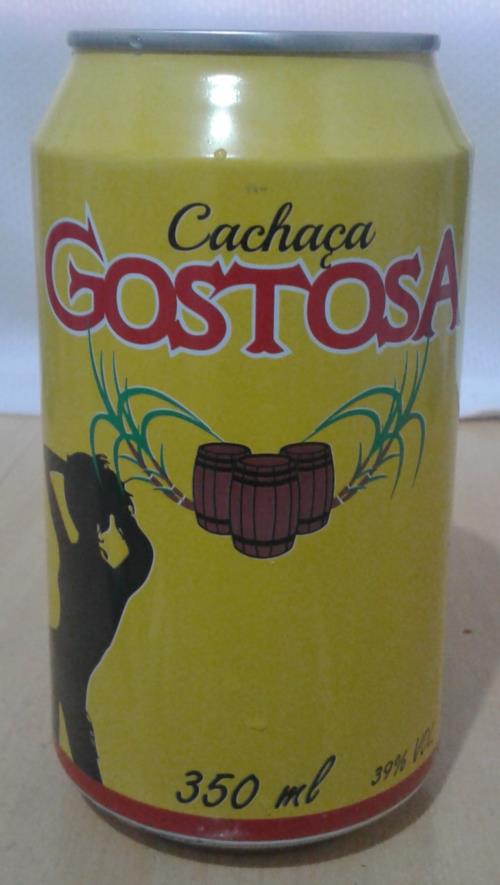 Cachaça
GOSTOSA
350 ml
39% VOL